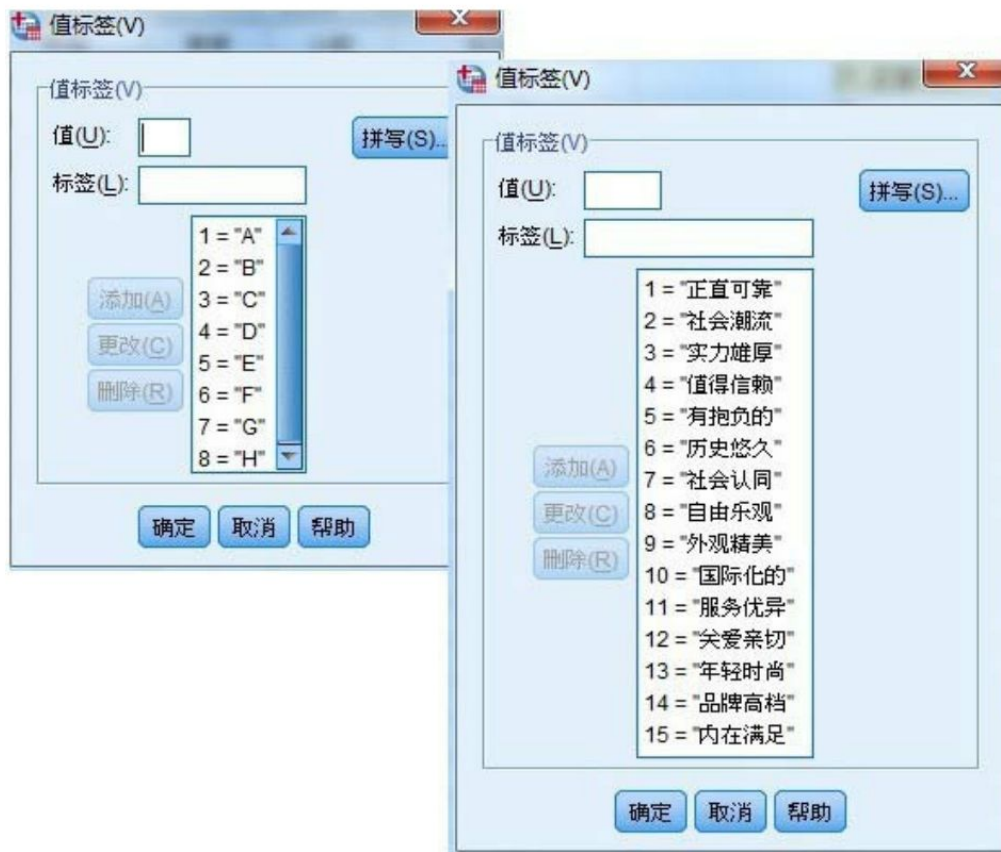 值标签(V)
值标签(V)
值(U):
拼写(S)...
标签(L):
1 = "A"
2 = "B"
3 = "C"
4 = "D"
5 = "E"
6 = "F"
7 = "G"
8 = "H"
添加(A)
更改(C)
删除(R)
确定 取消 帮助
值标签(V)
值标签(V)
值(U):
拼写(S)...
标签(L):
1 = "正直可靠"
2 = "社会潮流"
3 = "实力雄厚"
4 = "值得信赖"
5 = "有抱负的"
6 = "历史悠久"
7 = "社会认同"
8 = "自由乐观"
9 = "外观精美"
10 = "国际化的"
11 = "服务优异"
12 = "关爱亲切"
13 = "年轻时尚"
14 = "品牌高档"
15 = "内在满足"
添加(A)
更改(C)
删除(R)
确定 取消 帮助